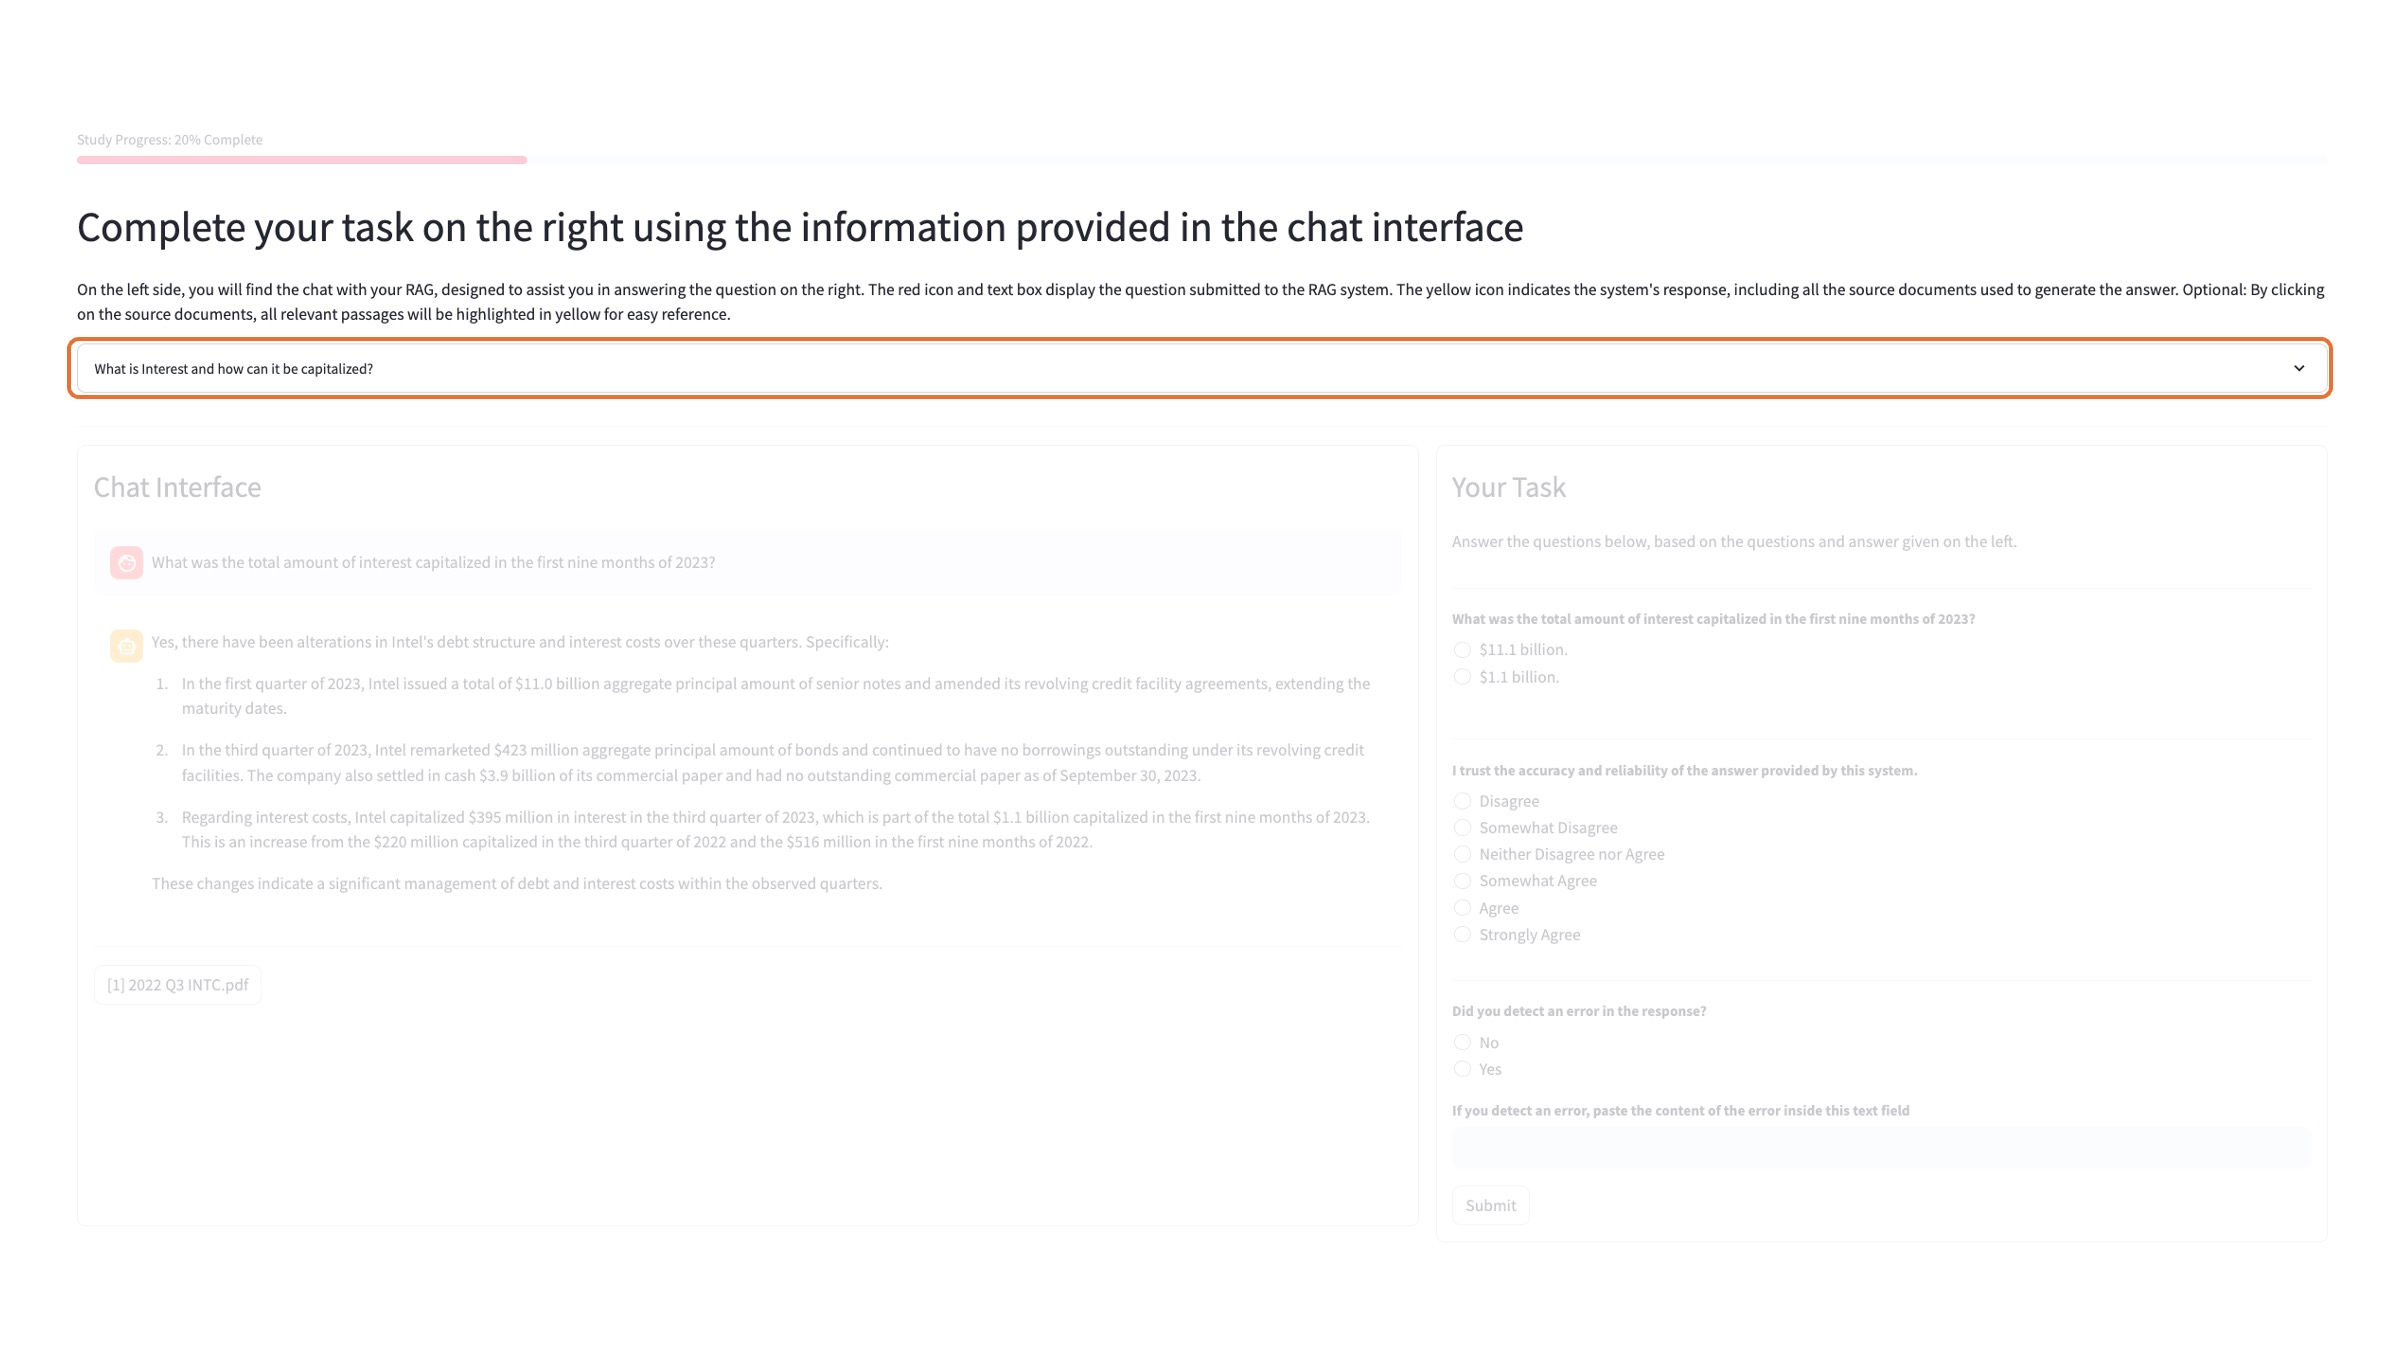 Study Progress: 20% Complete
Complete your task on the right using the information provided in the chat interface
On the left side, you will find the chat with your RAG, designed to assist you in answering the question on the right. The red icon and text box display the question submitted to the RAG system. The yellow icon indicates the system's response, including all the source documents used to generate the answer. Optional: By clicking
on the source documents, all relevant passages will be highlighted in yellow for easy reference.
What is Interest and how can it be capitalized?
Chat Interface
What was the total amount of interest capitalized in the first nine months of 2023?
Yes, there have been alterations in Intel's debt structure and interest costs over these quarters. Specifically:
1. In the first quarter of 2023, Intel issued a total of $11.0 billion aggregate principal amount of senior notes and amended its revolving credit facility agreements, extending the
maturity dates.
2. In the third quarter of 2023, Intel remarketed $423 million aggregate principal amount of bonds and continued to have no borrowings outstanding under its revolving credit
facilities. The company also settled in cash $3.9 billion of its commercial paper and had no outstanding commercial paper as of September 30, 2023.
3. Regarding interest costs, Intel capitalized $395 million in interest in the third quarter of 2023, which is part of the total $1.1 billion capitalized in the first nine months of 2023.
This is an increase from the $220 million capitalized in the third quarter of 2022 and the $516 million in the first nine months of 2022.
These changes indicate a significant management of debt and interest costs within the observed quarters.
[1] 2022 Q3 INTC.pdf
Your Task
Answer the questions below, based on the questions and answer given on the left.
What was the total amount of interest capitalized in the first nine months of 2023?
$11.1 billion.
$1.1 billion.
I trust the accuracy and reliability of the answer provided by this system.
Disagree
Somewhat Disagree
Neither Disagree nor Agree
Somewhat Agree
Agree
Strongly Agree
Did you detect an error in the response?
No
Yes
If you detect an error, paste the content of the error inside this text field
Submit